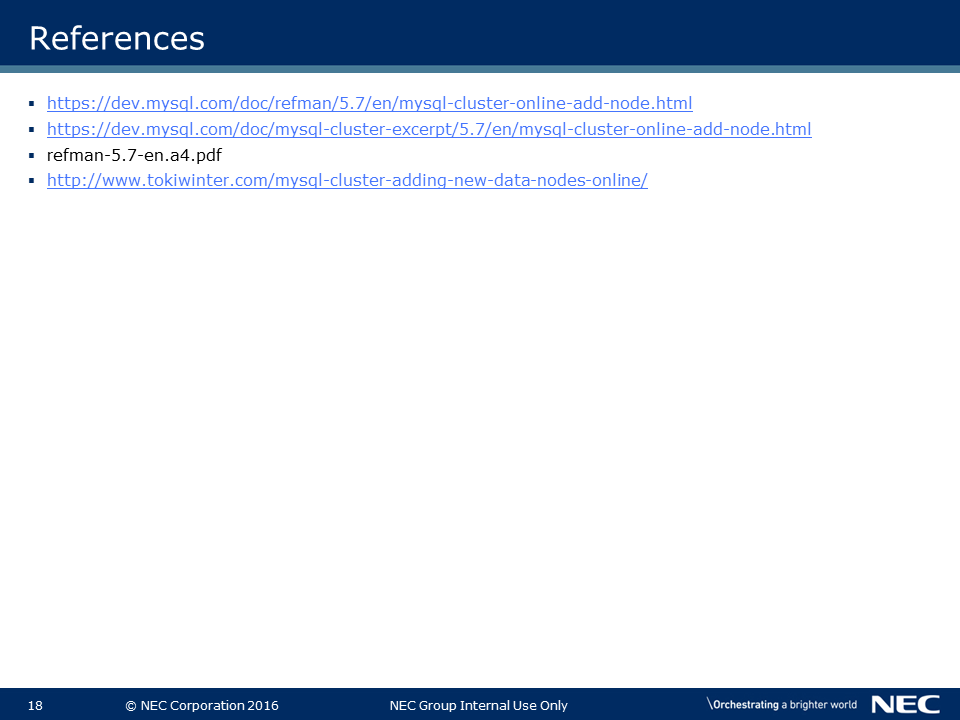 References
▪ https://dev.mysql.com/doc/refman/5.7/en/mysql-cluster-online-add-node.html
▪ https://dev.mysql.com/doc/mysql-cluster-excerpt/5.7/en/mysql-cluster-online-add-node.html
▪ refman-5.7-en.a4.pdf
▪ http://www.tokiwinter.com/mysql-cluster-adding-new-data-nodes-online/
18 © NEC Corporation 2016 NEC Group Internal Use Only \Orchestrating a brighter world NEC